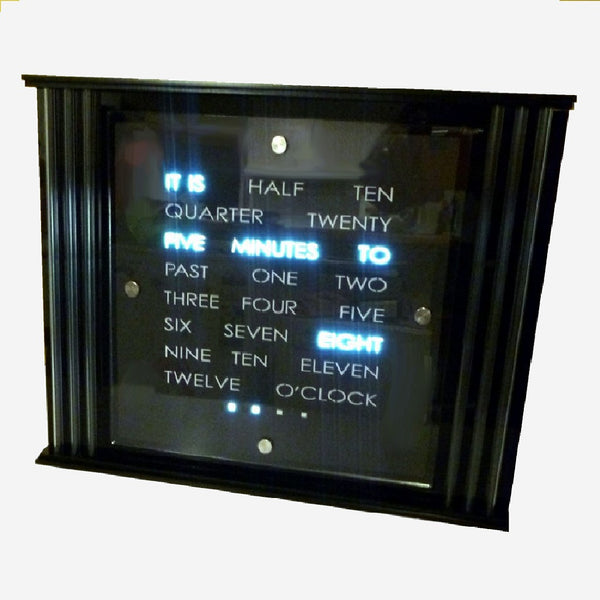 IT IS HALF TEN
QUARTER TWENTY
FIVE MINUTES TO
PAST ONE TWO
THREE FOUR FIVE
SIX SEVEN EIGHT
NINE TEN ELEVEN
TWELVE O'CLOCK